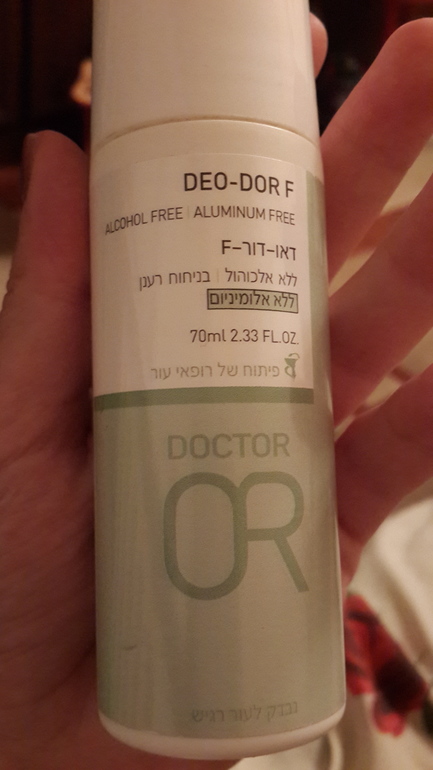 DEO-DOR F
ALCOHOL FREE | ALUMINUM FREE
דאו-דור-F
ללא אלכוהול | בניחוח רענן
ללא אלומיניום
70ml 2.33 FL.OZ.
פיתוח של רופאי עור
DOCTOR
OR
נבדק לעור רגיש